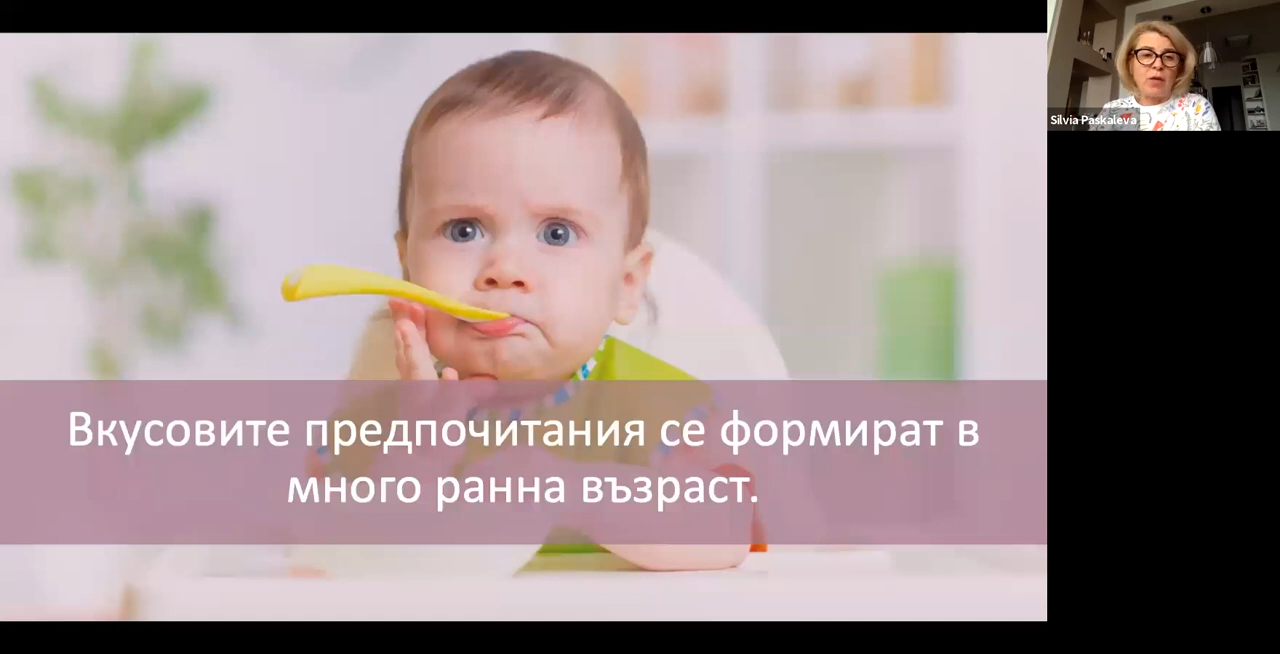 Silvia Paskaleva
Вкусовите предпочитания се формират в
много ранна възраст.